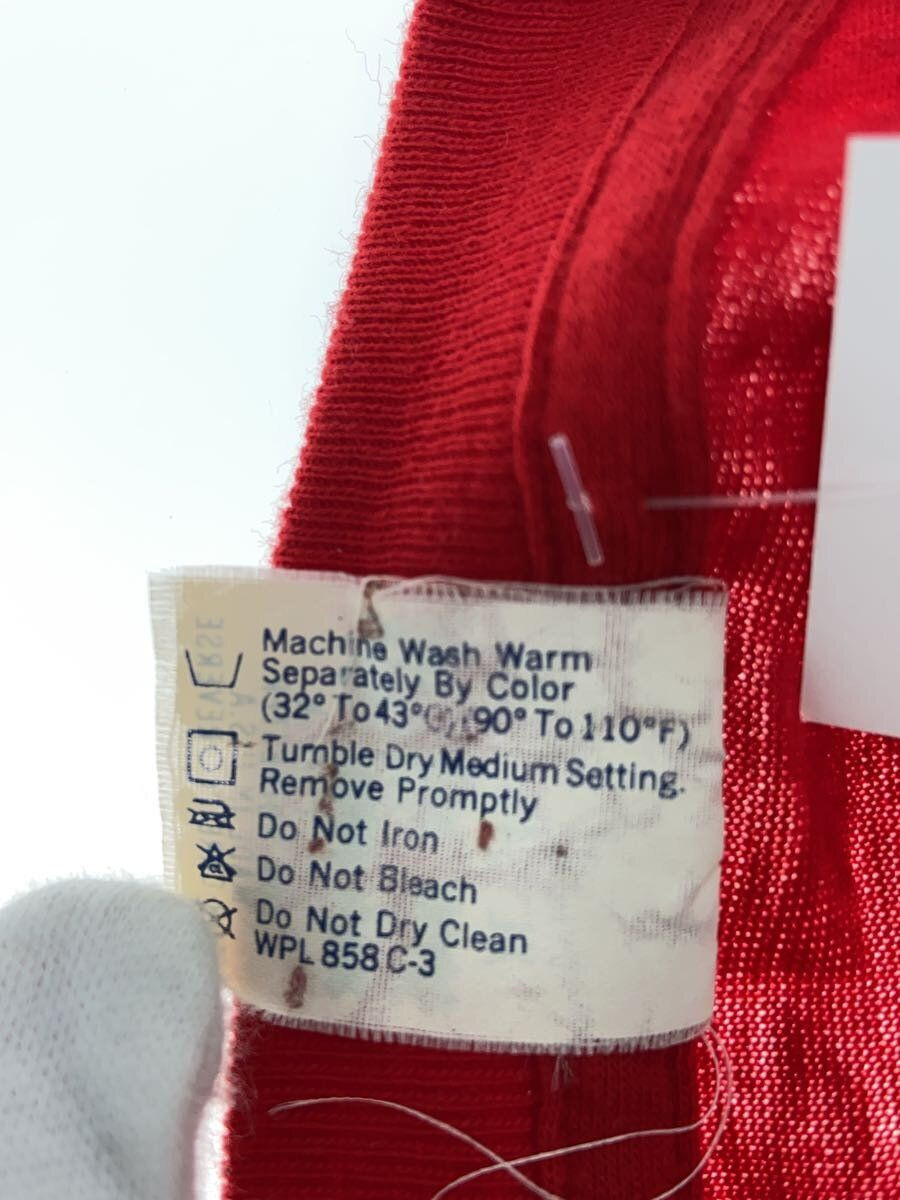 Machine Wash Warm
Separately By Color
(32° To 43°C, 90° To 110°F)
Tumble Dry Medium Setting.
Remove Promptly
Do Not Iron
Do Not Bleach
Do Not Dry Clean
WPL 858 C-3